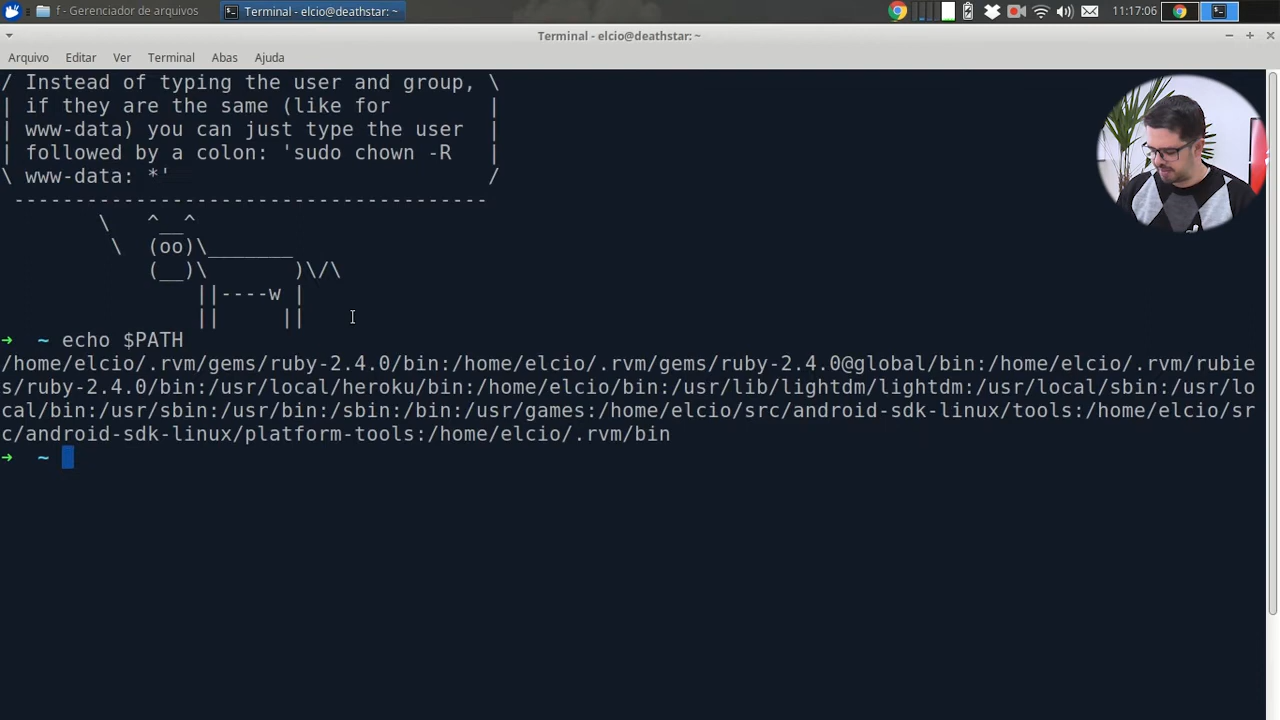 f - Gerenciador de arquivos
Terminal - elcio@deathstar: ~
11:17:06
Terminal - elcio@deathstar: ~
Arquivo Editar Ver Terminal Abas Ajuda
/ Instead of typing the user and group, \
| if they are the same (like for |
| www-data) you can just type the user |
| followed by a colon: 'sudo chown -R |
\ www-data: *' /
---------------------------------------
\ ^__^
\ (oo)\_______
(__)\ )\/\
||----w |
|| ||
➜ ~ echo $PATH
/home/elcio/.rvm/gems/ruby-2.4.0/bin:/home/elcio/.rvm/gems/ruby-2.4.0@global/bin:/home/elcio/.rvm/rubie
s/ruby-2.4.0/bin:/usr/local/heroku/bin:/home/elcio/bin:/usr/lib/lightdm/lightdm:/usr/local/sbin:/usr/lo
cal/bin:/usr/sbin:/usr/bin:/sbin:/bin:/usr/games:/home/elcio/src/android-sdk-linux/tools:/home/elcio/sr
c/android-sdk-linux/platform-tools:/home/elcio/.rvm/bin
➜ ~